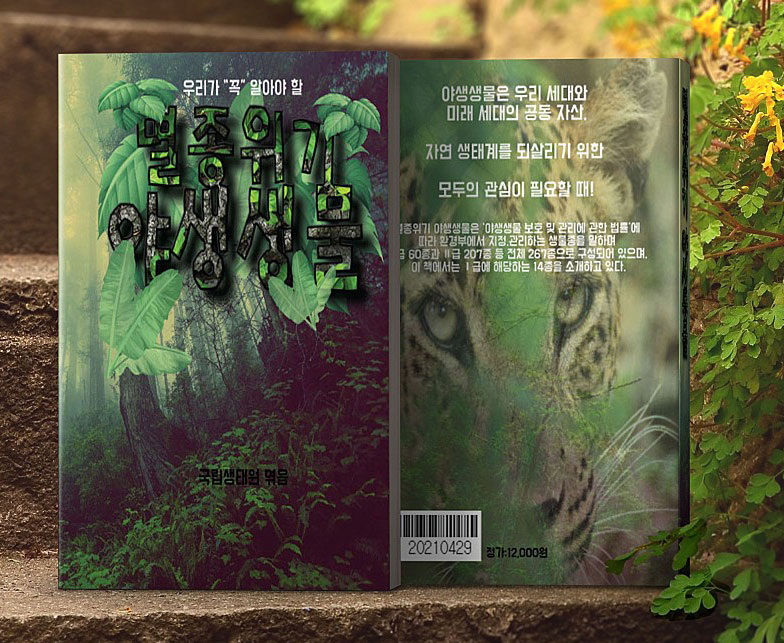 우리가 "꼭" 알아야 할
멸종위기
야생생물
국립생태원 엮음
야생생물은 우리 세대와
미래 세대의 공동 자산.
자연 생태계를 되살리기 위한
모두의 관심이 필요할 때!
종위기 야생생물은 '야생생물 보호 및 관리에 관한 법률'에
따라 환경부에서 지정,관리하는 생물종을 말하며
급 60종과 Ⅱ급 207종 등 전체 267종으로 구성되어 있으며,
이 책에서는 Ⅰ급에 해당하는 14종을 소개하고 있다.
20210429
정가:12,000원